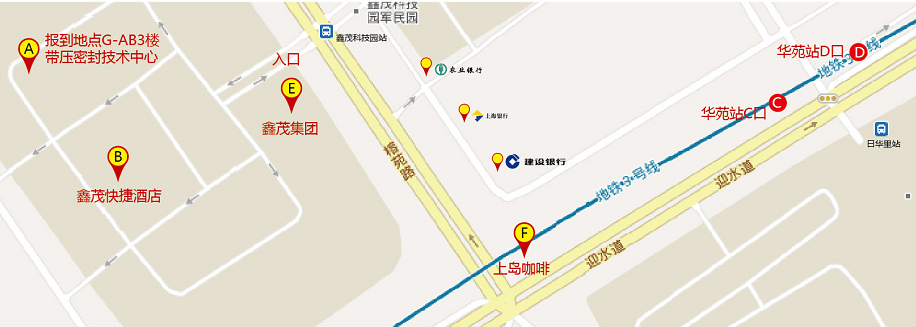 鑫茂科技
园军民园
鑫茂科技园站
A
报到地点G-AB3楼
带压密封技术中心
入口
E
鑫茂集团
B
鑫茂快捷酒店
农业银行
上海银行
建设银行
榕苑路
华苑站D口
D
地铁·3·号线
华苑站C口
C
日华里站
地铁·3·号线
迎水道
迎水道
F
上岛咖啡